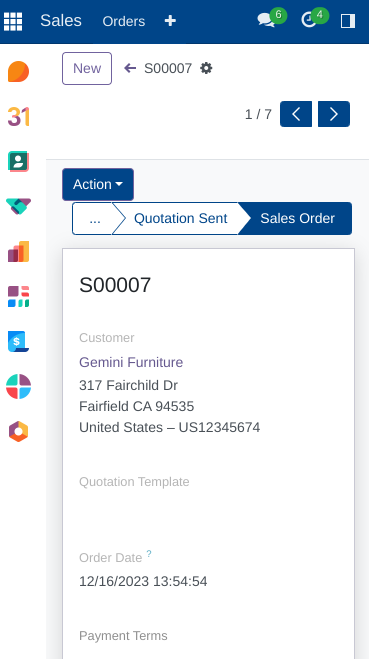 Sales Orders + 6 4
New S00007
1 / 7
31
Action
... Quotation Sent Sales Order
S00007
Customer
Gemini Furniture
317 Fairchild Dr
Fairfield CA 94535
United States – US12345674
$
Quotation Template
Order Date ?
12/16/2023 13:54:54
Payment Terms